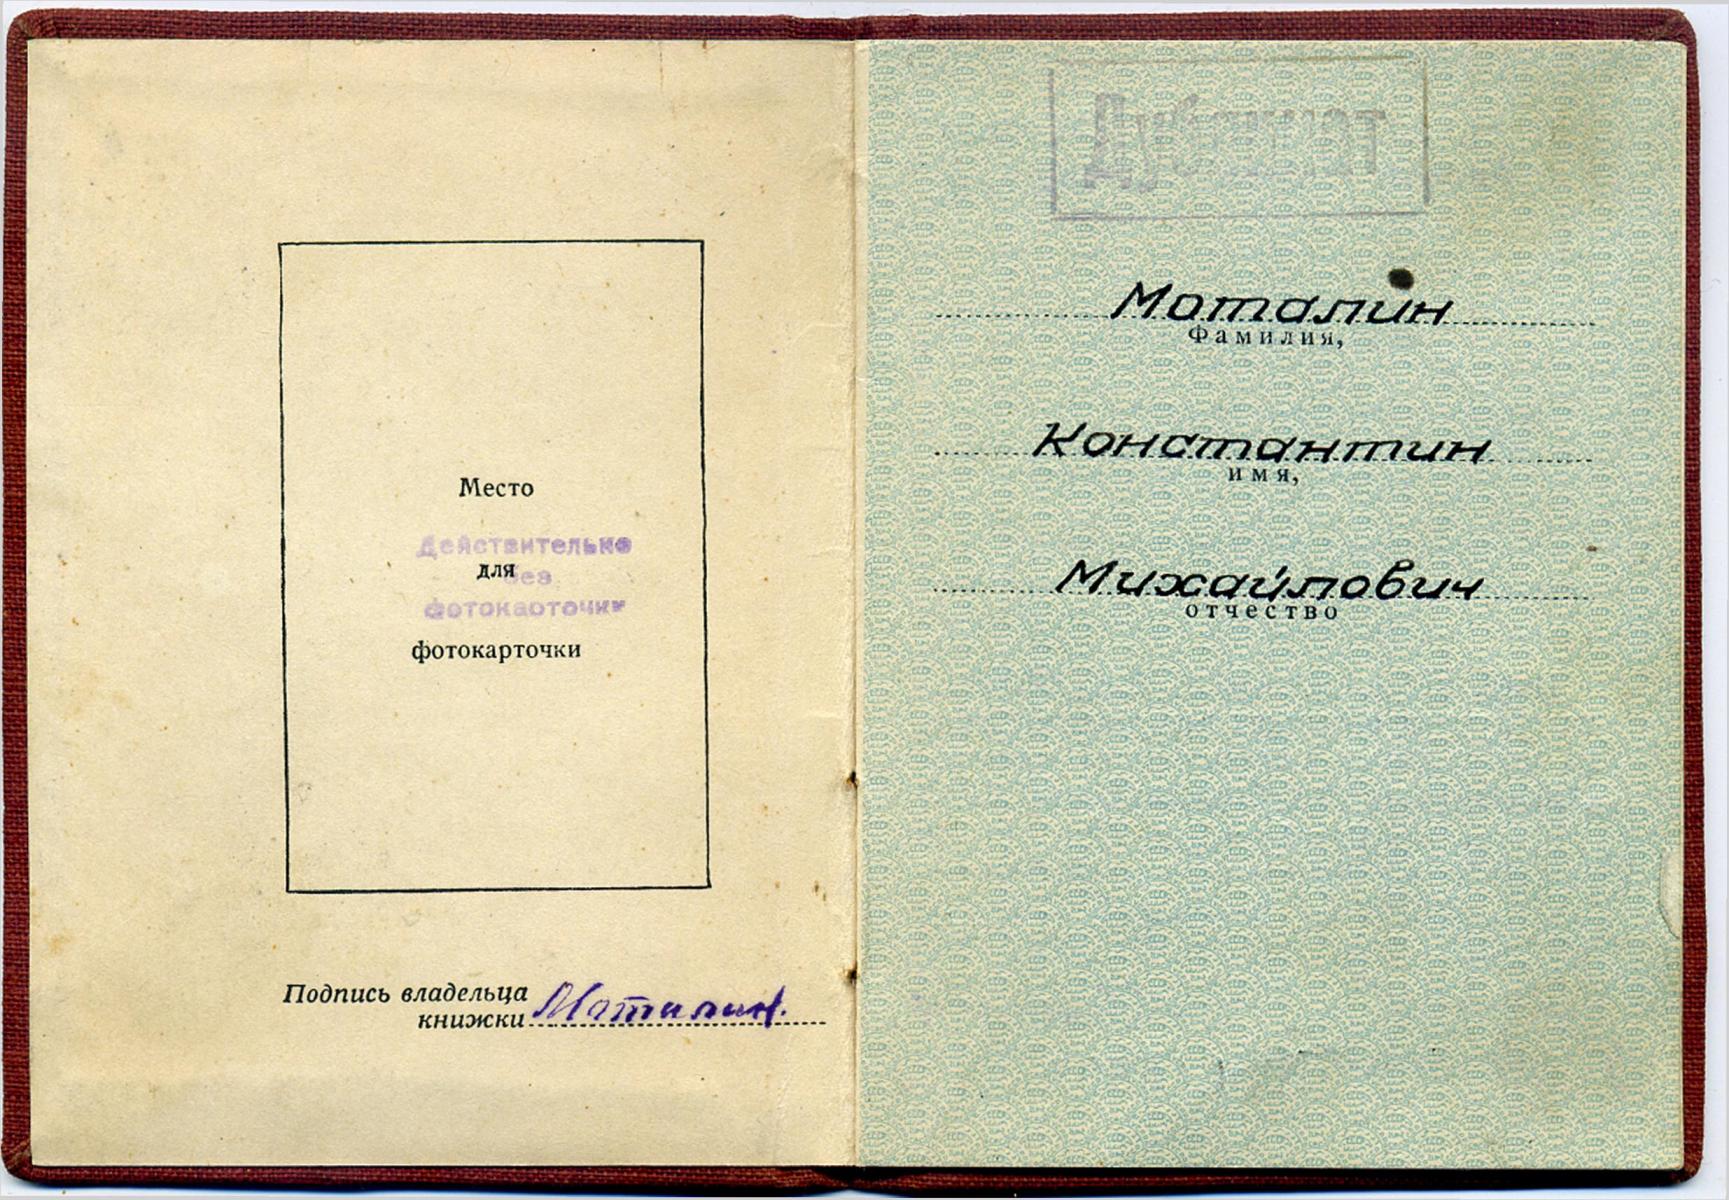 Место
Действительно
для
без
фотокарточки
фотокарточки
Подпись владельца
книжки Моталин.
Дубликат
Моталин
Фамилия,
Константин
имя,
Михайлович
отчество